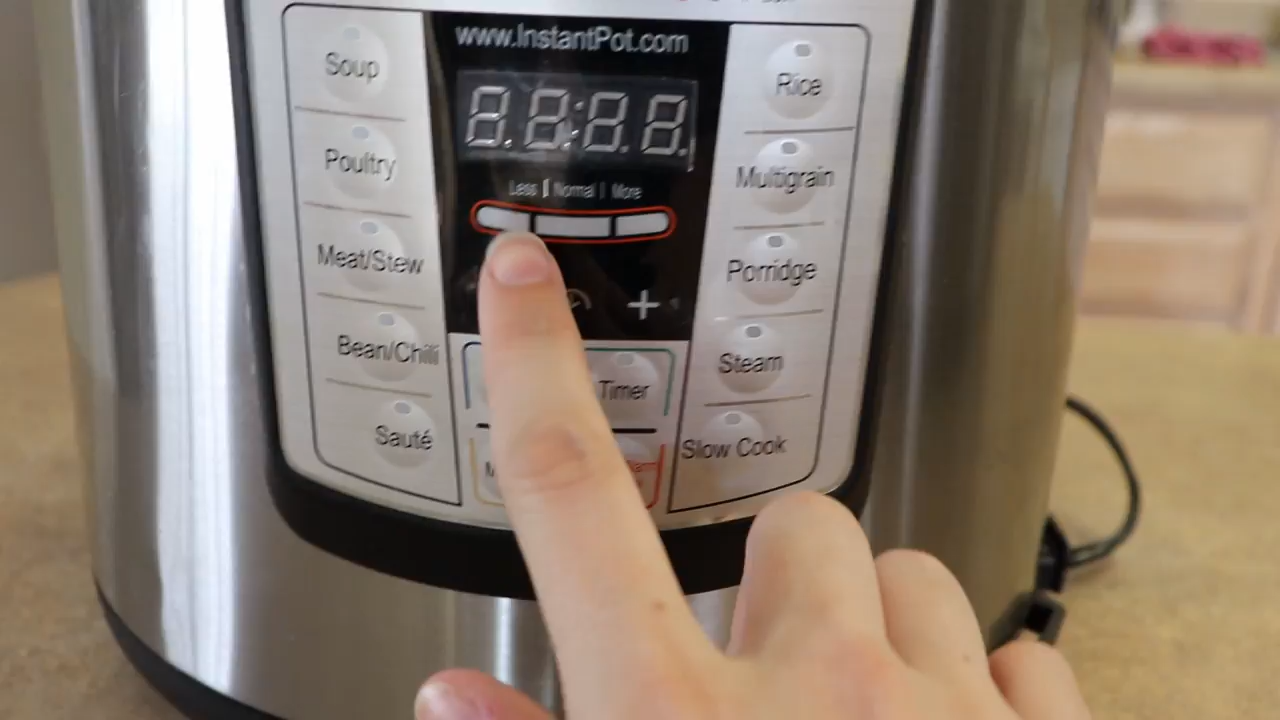 www.InstantPot.com
Soup
Poultry
Meat/Stew
Bean/Chili
Sauté
Less | Normal | More
+
Timer
Rice
Multigrain
Porridge
Steam
Slow Cook